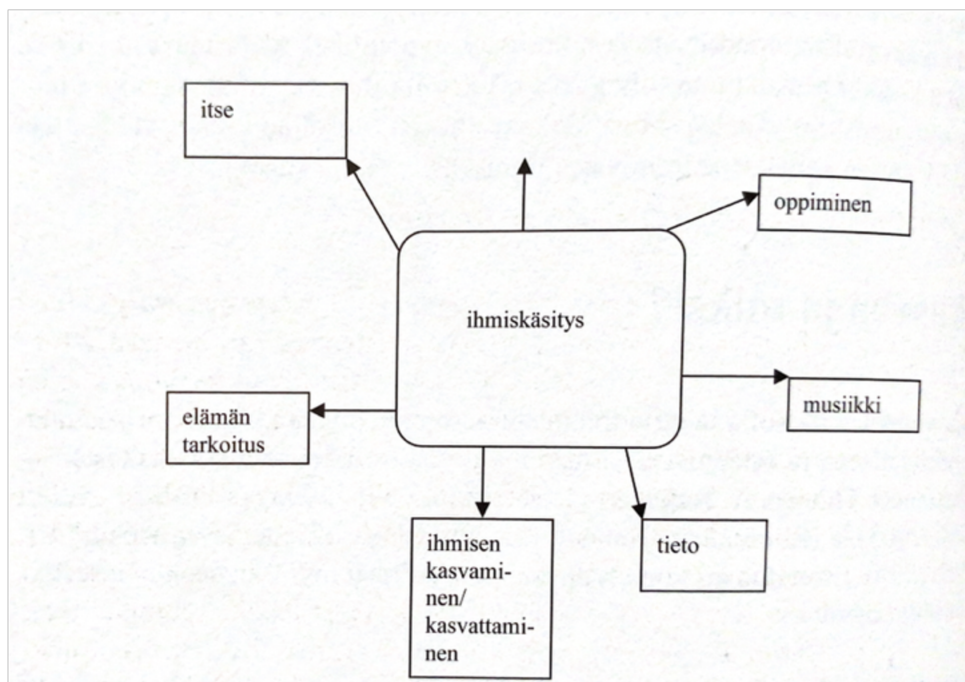 itse
oppiminen
ihmiskäsitys
musiikki
elämän
tarkoitus
ihmisen
kasvami-
nen/
kasvattami-
nen
tieto